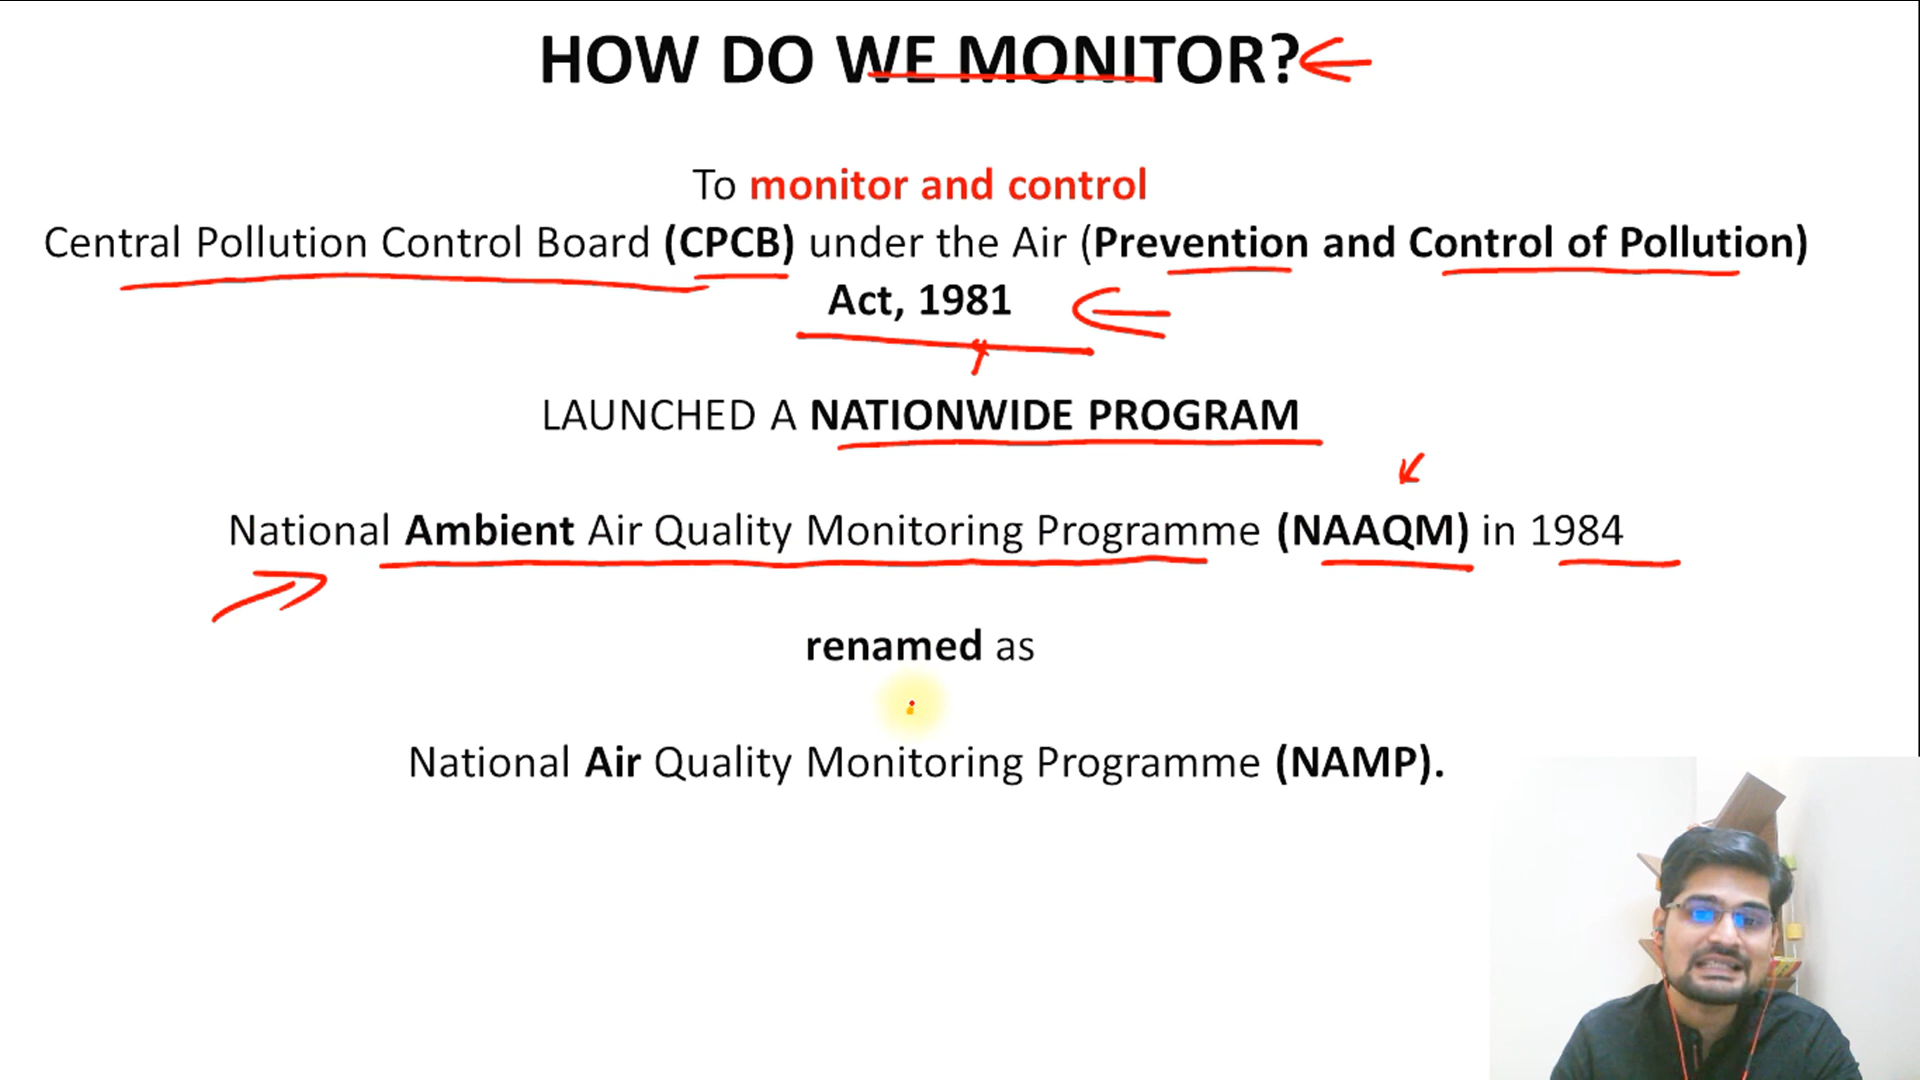 HOW DO WE MONITOR?
To monitor and control
Central Pollution Control Board (CPCB) under the Air (Prevention and Control of Pollution)
Act, 1981
LAUNCHED A NATIONWIDE PROGRAM
National Ambient Air Quality Monitoring Programme (NAAQM) in 1984
renamed as
National Air Quality Monitoring Programme (NAMP).